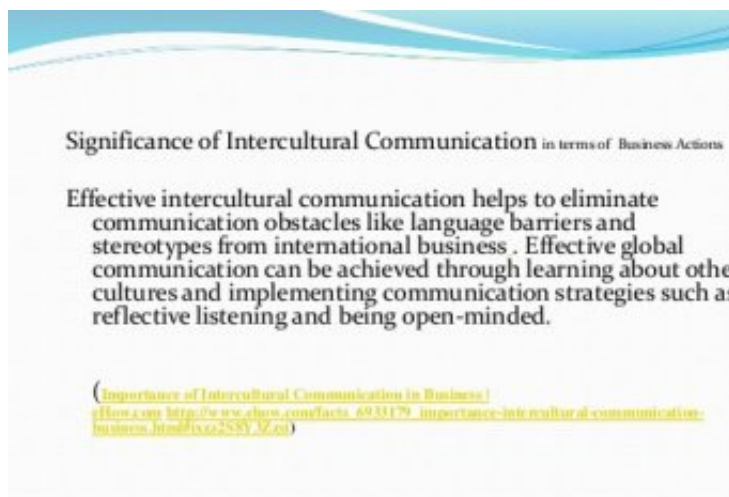 Significance of Intercultural Communication in terms of Business Actions
Effective intercultural communication helps to eliminate
communication obstacles like language barriers and
stereotypes from international business . Effective global
communication can be achieved through learning about othe
cultures and implementing communication strategies such as
reflective listening and being open-minded.
(Importance of Intercultural Communication in Business |
eHow.com http://www.ehow.com/facts_6933179_importance-intercultural-communication-